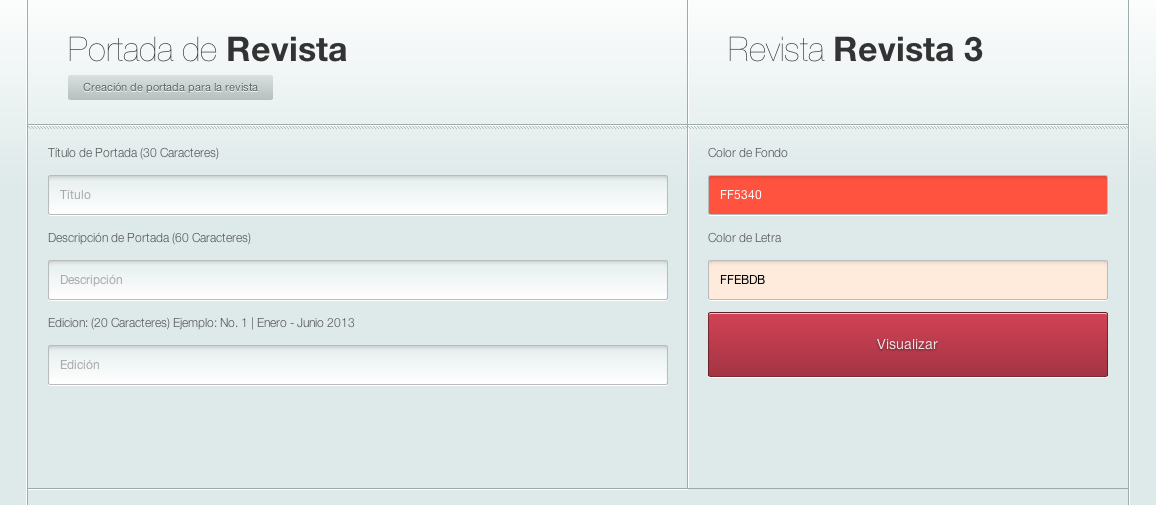 Portada de Revista
Creación de portada para la revista
Título de Portada (30 Caracteres)
Título
Descripción de Portada (60 Caracteres)
Descripción
Edicion: (20 Caracteres) Ejemplo: No. 1 | Enero - Junio 2013
Edición
Revista Revista 3
Color de Fondo
FF5340
Color de Letra
FFEBDB
Visualizar